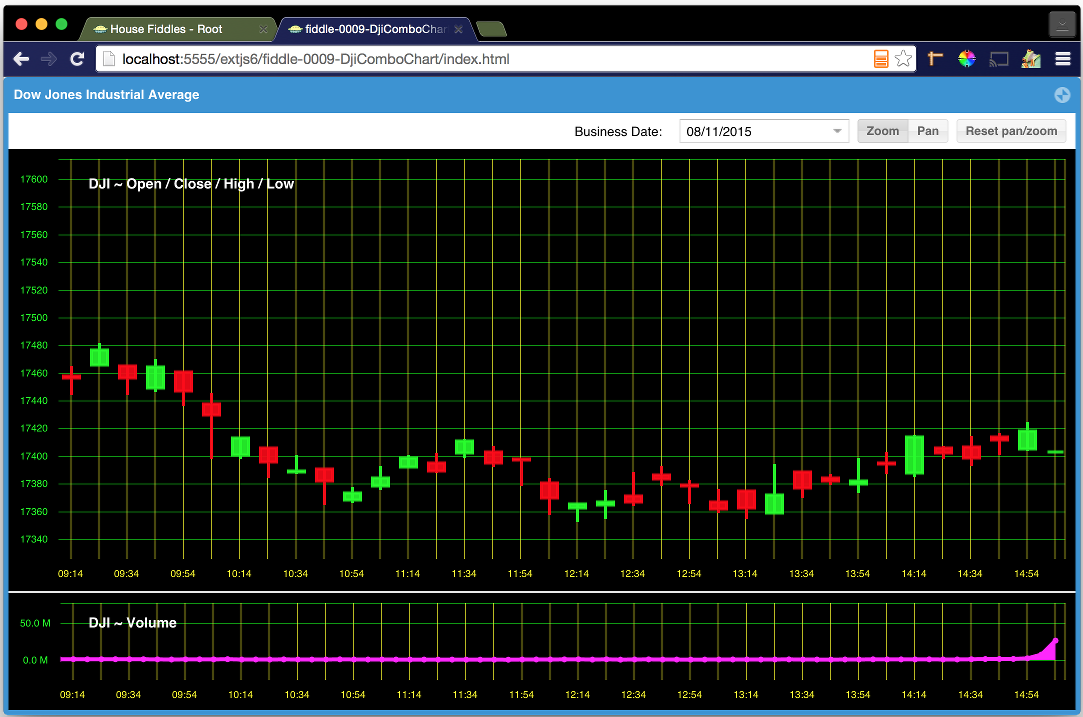 House Fiddles - Root
fiddle-0009-DjiComboChar
localhost:5555/extjs6/fiddle-0009-DjiComboChart/index.html
Dow Jones Industrial Average
Business Date: 08/11/2015 Zoom Pan Reset pan/zoom
DJI ~ Open / Close / High / Low
17600
17580
17560
17540
17520
17500
17480
17460
17440
17420
17400
17380
17360
17340
09:14 09:34 09:54 10:14 10:34 10:54 11:14 11:34 11:54 12:14 12:34 12:54 13:14 13:34 13:54 14:14 14:34 14:54
DJI ~ Volume
50.0 M
0.0 M
09:14 09:34 09:54 10:14 10:34 10:54 11:14 11:34 11:54 12:14 12:34 12:54 13:14 13:34 13:54 14:14 14:34 14:54